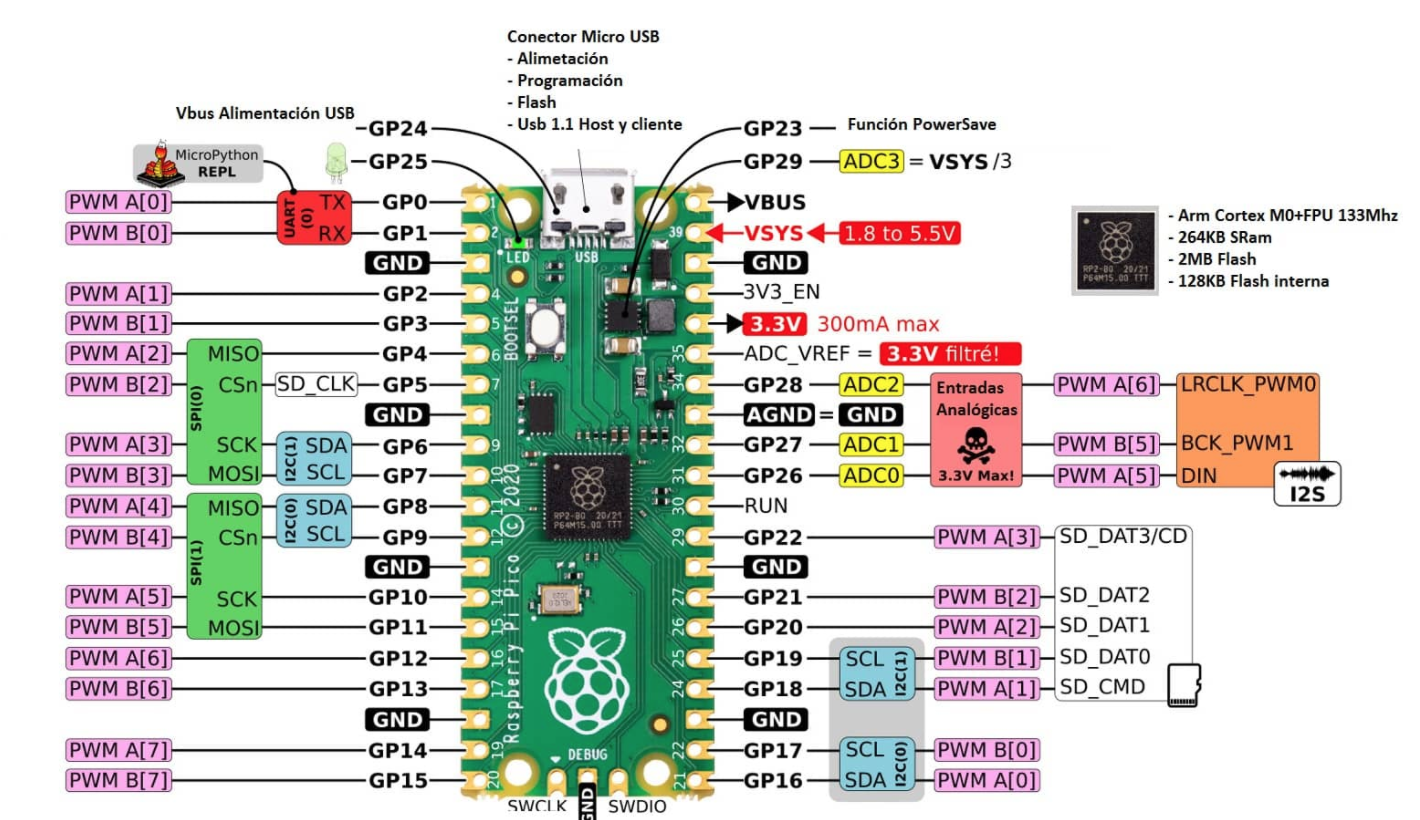 Conector Micro USB
- Alimetación
- Programación
- Flash
- Usb 1.1 Host y cliente
Vbus Alimentación USB
GP24
GP23
Función PowerSave
MicroPython
REPL
GP25
GP29
ADC3
= VSYS /3
PWM A[0]
UART
(0)
TX
GP0
1
VBUS
PWM B[0]
RX
GP1
2
39
VSYS
1.8 to 5.5V
LED
USB
GND
GND
PWM A[1]
GP2
4
3V3_EN
PWM B[1]
GP3
5
3.3V
300mA max
BOOTSEL
PWM A[2]
SPI(0)
MISO
GP4
6
35
ADC_VREF =
3.3V filtré!
PWM B[2]
CSn
SD_CLK
GP5
7
34
GP28
ADC2
Entradas
Analógicas
3.3V Max!
PWM A[6]
LRCLK_PWM0
GND
AGND
=
GND
PWM A[3]
SCK
I2C(1)
SDA
GP6
9
32
GP27
ADC1
PWM B[5]
BCK_PWM1
PWM B[3]
MOSI
SCL
GP7
10
31
GP26
ADC0
PWM A[5]
DIN
I2S
PWM A[4]
SPI(1)
MISO
I2C(0)
SDA
GP8
11
30
RUN
PWM B[4]
CSn
SCL
GP9
12
29
GP22
PWM A[3]
SD_DAT3/CD
RP2-B0 20/21
P64M15.00 TTT
GND
GND
PWM A[5]
SCK
GP10
14
27
GP21
PWM B[2]
SD_DAT2
PWM B[5]
MOSI
GP11
15
26
GP20
PWM A[2]
SD_DAT1
PWM A[6]
GP12
16
25
GP19
SCL
I2C(1)
PWM B[1]
SD_DAT0
PWM B[6]
GP13
17
24
GP18
SDA
PWM A[1]
SD_CMD
Raspberry Pi Pico © 2020
GND
GND
PWM A[7]
GP14
19
22
GP17
SCL
I2C(0)
PWM B[0]
PWM B[7]
GP15
20
21
GP16
SDA
PWM A[0]
DEBUG
SWCLK
GND
SWDIO
RP2-B0 20/21
P64M15.00 TTT
- Arm Cortex M0+FPU 133Mhz
- 264KB SRam
- 2MB Flash
- 128KB Flash interna